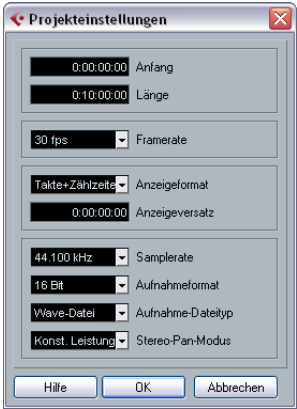 Projekteinstellungen
0:00:00:00 Anfang
0:10:00:00 Länge
30 fps Framerate
Takte+Zählzeite Anzeigeformat
0:00:00:00 Anzeigeversatz
44.100 kHz Samplerate
16 Bit Aufnahmeformat
Wave-Datei Aufnahme-Dateityp
Konst. Leistung Stereo-Pan-Modus
Hilfe OK Abbrechen